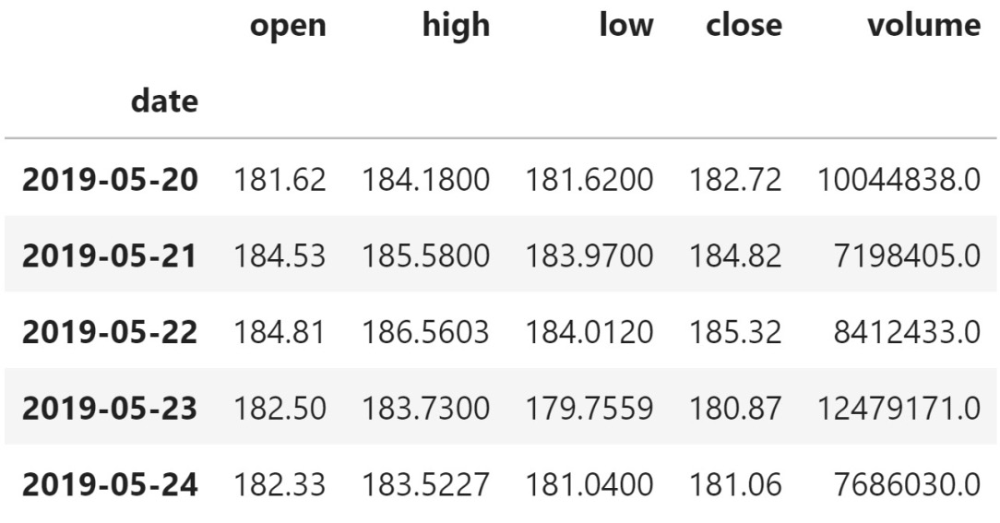 open high low close volume
date
2019-05-20 181.62 184.1800 181.6200 182.72 10044838.0
2019-05-21 184.53 185.5800 183.9700 184.82 7198405.0
2019-05-22 184.81 186.5603 184.0120 185.32 8412433.0
2019-05-23 182.50 183.7300 179.7559 180.87 12479171.0
2019-05-24 182.33 183.5227 181.0400 181.06 7686030.0